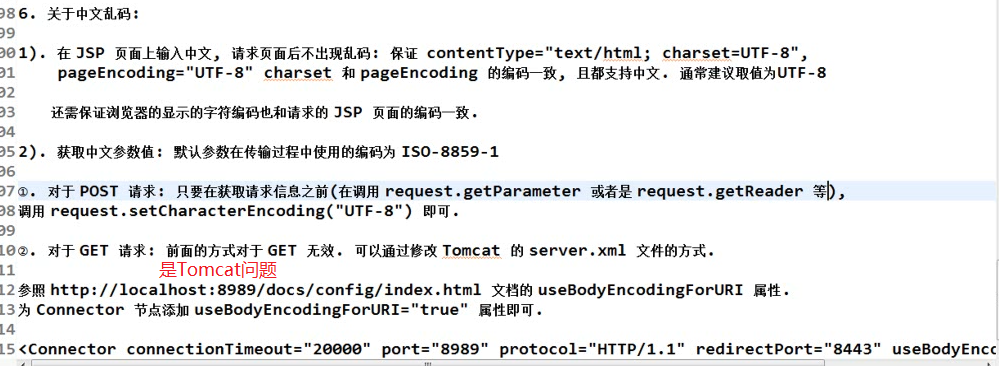 98 6. 关于中文乱码:
99
00 1). 在 JSP 页面上输入中文, 请求页面后不出现乱码: 保证 contentType="text/html; charset=UTF-8",
01 pageEncoding="UTF-8" charset 和 pageEncoding 的编码一致, 且都支持中文. 通常建议取值为UTF-8
02
03 还需保证浏览器的显示的字符编码也和请求的 JSP 页面的编码一致.
04
05 2). 获取中文参数值: 默认参数在传输过程中使用的编码为 ISO-8859-1
06
07 ①. 对于 POST 请求: 只要在获取请求信息之前(在调用 request.getParameter 或者是 request.getReader 等),
08 调用 request.setCharacterEncoding("UTF-8") 即可.
09
10 ②. 对于 GET 请求: 前面的方式对于 GET 无效. 可以通过修改 Tomcat 的 server.xml 文件的方式.
11 是Tomcat问题
12 参照 http://localhost:8989/docs/config/index.html 文档的 useBodyEncodingForURI 属性.
13 为 Connector 节点添加 useBodyEncodingForURI="true" 属性即可.
14
15 <Connector connectionTimeout="20000" port="8989" protocol="HTTP/1.1" redirectPort="8443" useBodyEnco